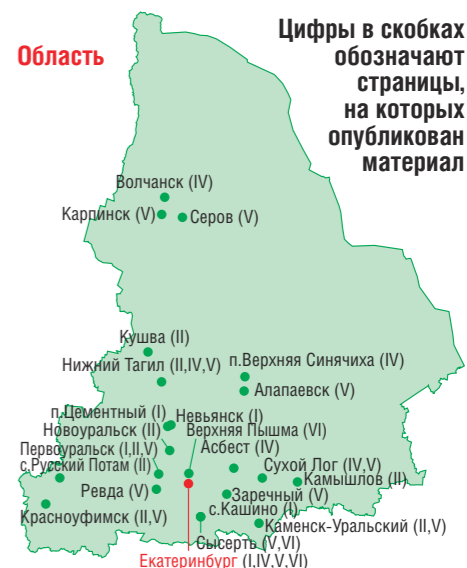 Область
Цифры в скобках
обозначают
страницы,
на которых
опубликован
материал
Волчанск (IV)
Карпинск (V)
Серов (V)
Кушва (II)
Нижний Тагил (II,IV,V)
п.Верхняя Синячиха (IV)
Алапаевск (V)
п.Цементный (I)
Невьянск (I)
Новоуральск (II)
Верхняя Пышма (VI)
Первоуральск (I,II,V)
Асбест (IV)
с.Русский Потам (II)
Сухой Лог (IV,V)
Камышлов (II)
Ревда (V)
Заречный (V)
с.Кашино (I)
Красноуфимск (II,V)
Каменск-Уральский (II,V)
Сысерть (V,VI)
Екатеринбург (I,IV,V,VI)